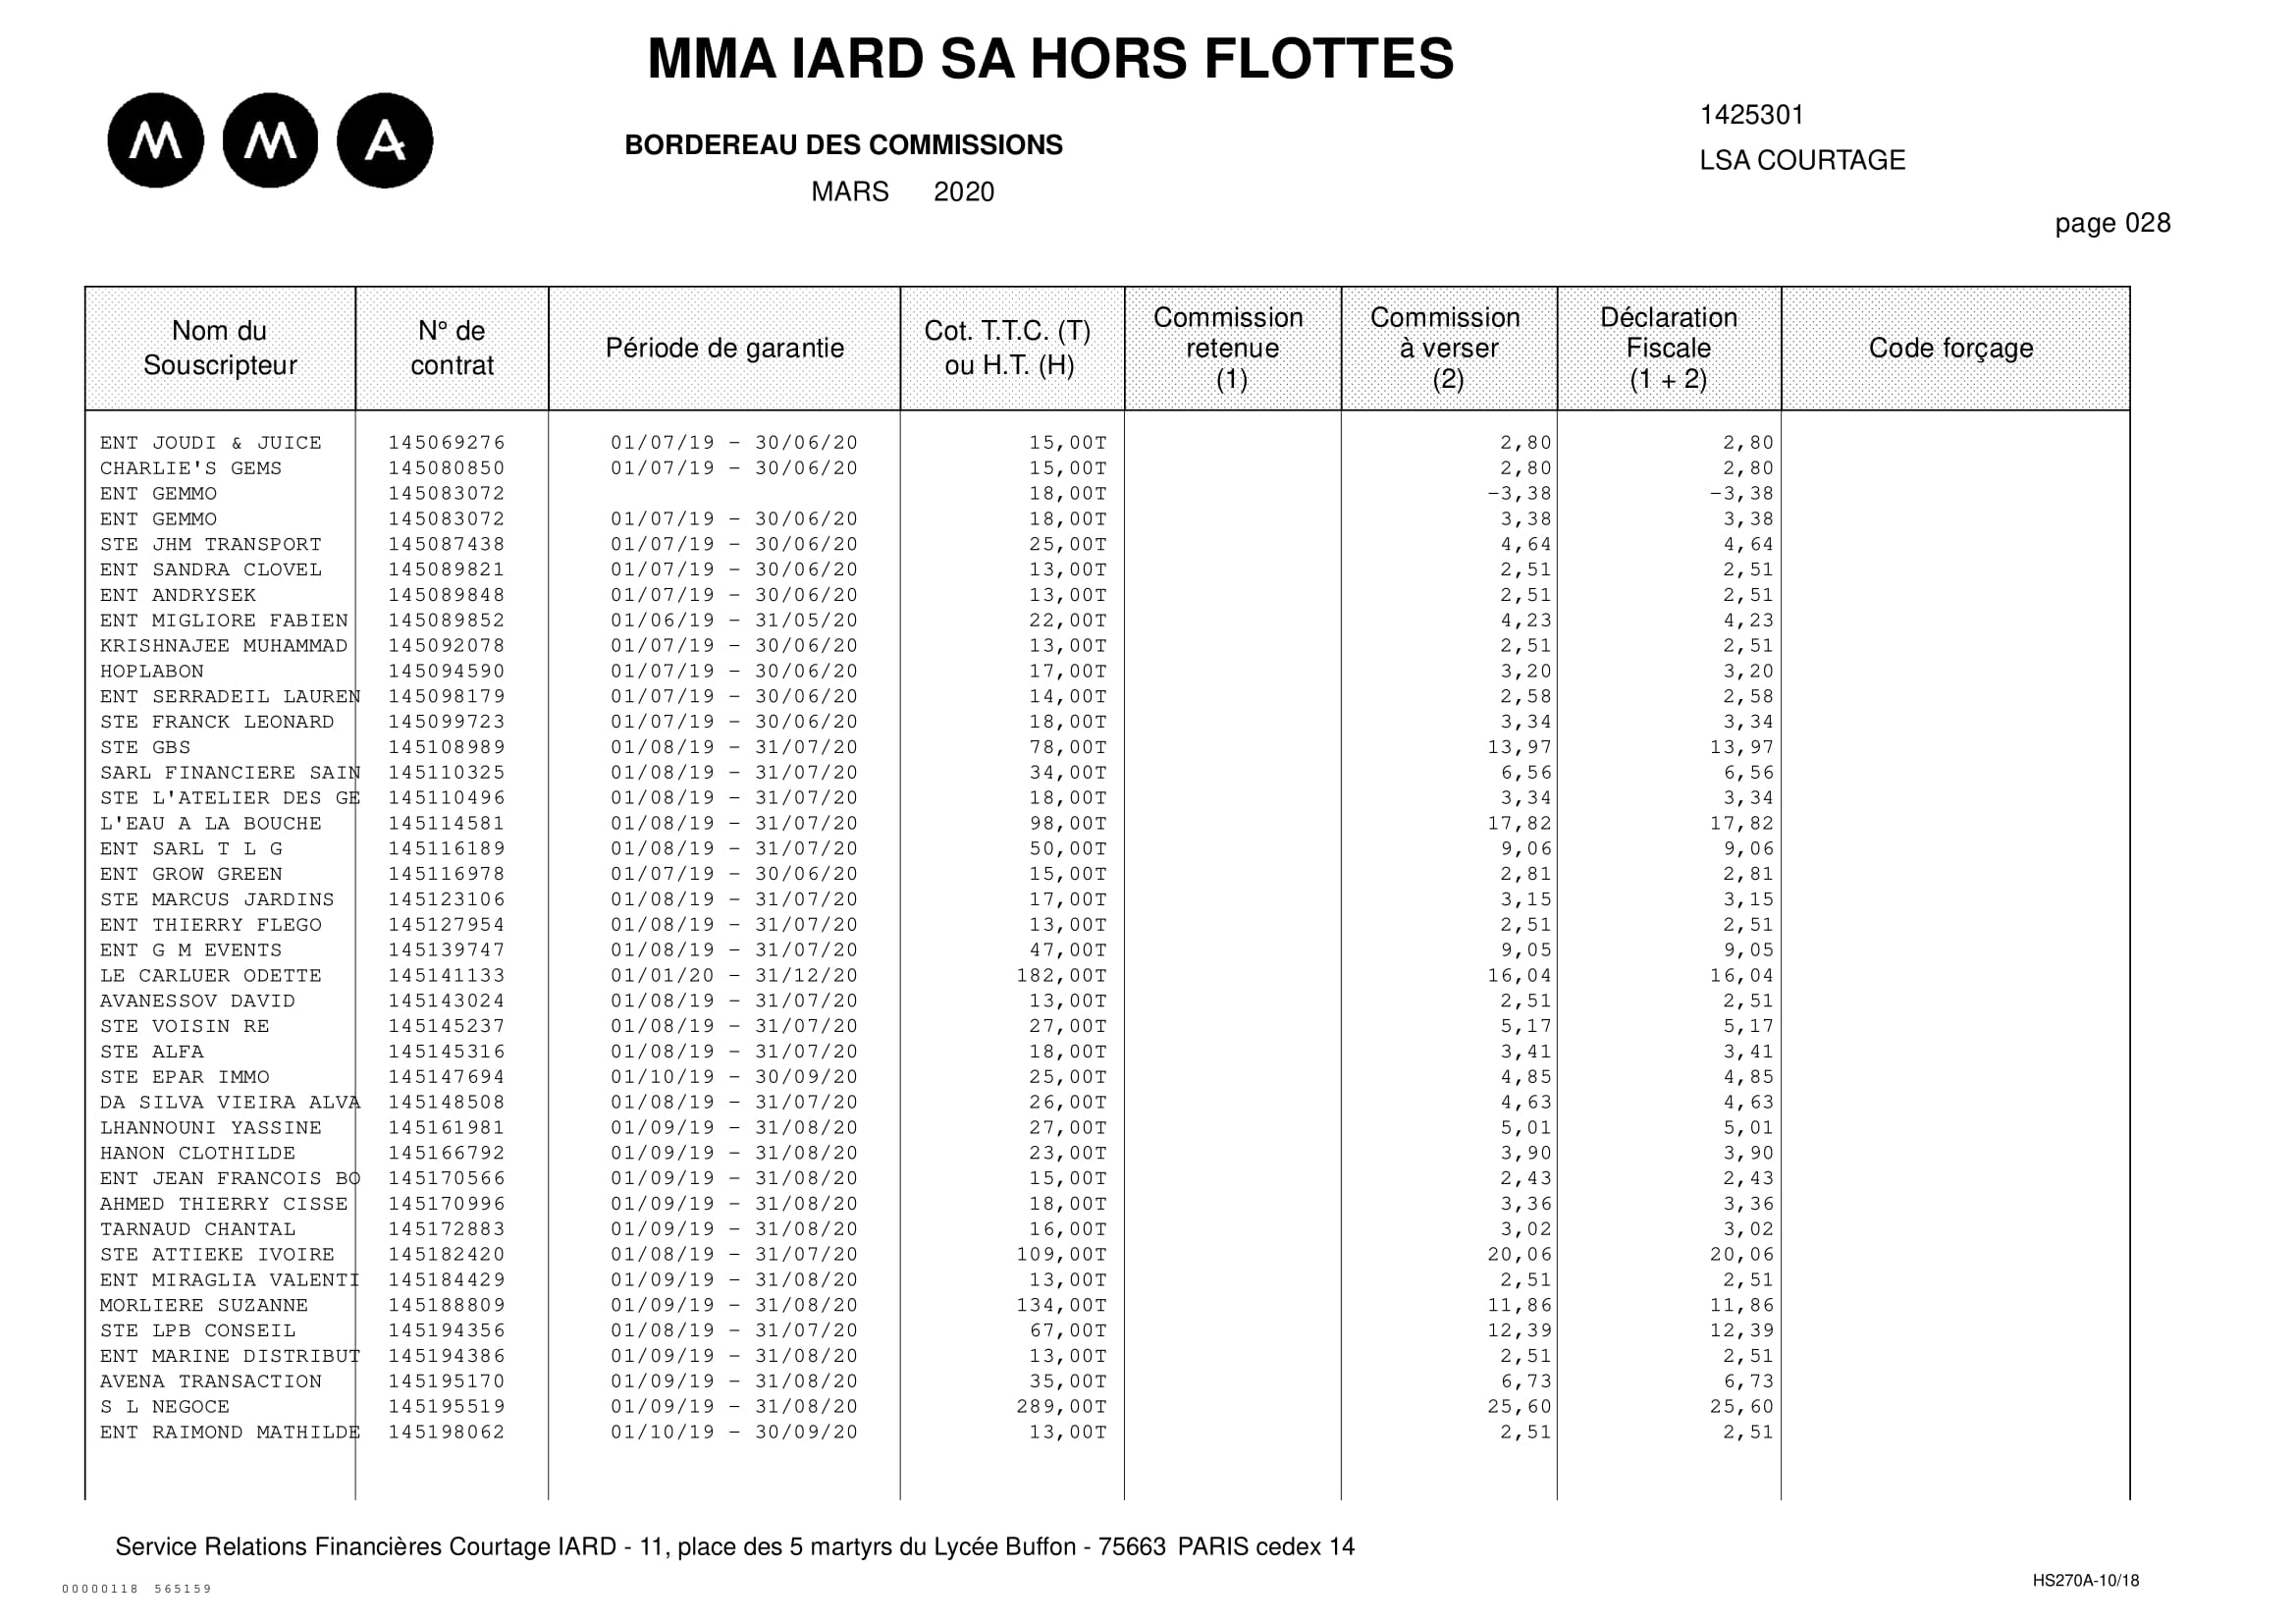 MMA IARD SA HORS FLOTTES
M M A
BORDEREAU DES COMMISSIONS
MARS 2020
1425301
LSA COURTAGE
page 028
Nom du Souscripteur | N° de contrat | Période de garantie | Cot. T.T.C. (T) ou H.T. (H) | Commission retenue (1) | Commission à verser (2) | Déclaration Fiscale (1 + 2) | Code forçage
ENT JOUDI & JUICE 145069276 01/07/19 - 30/06/20 15,00T 2,80 2,80
CHARLIE'S GEMS 145080850 01/07/19 - 30/06/20 15,00T 2,80 2,80
ENT GEMMO 145083072 18,00T -3,38 -3,38
ENT GEMMO 145083072 01/07/19 - 30/06/20 18,00T 3,38 3,38
STE JHM TRANSPORT 145087438 01/07/19 - 30/06/20 25,00T 4,64 4,64
ENT SANDRA CLOVEL 145089821 01/07/19 - 30/06/20 13,00T 2,51 2,51
ENT ANDRYSEK 145089848 01/07/19 - 30/06/20 13,00T 2,51 2,51
ENT MIGLIORE FABIEN 145089852 01/06/19 - 31/05/20 22,00T 4,23 4,23
KRISHNAJEE MUHAMMAD 145092078 01/07/19 - 30/06/20 13,00T 2,51 2,51
HOPLABON 145094590 01/07/19 - 30/06/20 17,00T 3,20 3,20
ENT SERRADEIL LAUREN 145098179 01/07/19 - 30/06/20 14,00T 2,58 2,58
STE FRANCK LEONARD 145099723 01/07/19 - 30/06/20 18,00T 3,34 3,34
STE GBS 145108989 01/08/19 - 31/07/20 78,00T 13,97 13,97
SARL FINANCIERE SAIN 145110325 01/08/19 - 31/07/20 34,00T 6,56 6,56
STE L'ATELIER DES GE 145110496 01/08/19 - 31/07/20 18,00T 3,34 3,34
L'EAU A LA BOUCHE 145114581 01/08/19 - 31/07/20 98,00T 17,82 17,82
ENT SARL T L G 145116189 01/08/19 - 31/07/20 50,00T 9,06 9,06
ENT GROW GREEN 145116978 01/07/19 - 30/06/20 15,00T 2,81 2,81
STE MARCUS JARDINS 145123106 01/08/19 - 31/07/20 17,00T 3,15 3,15
ENT THIERRY FLEGO 145127954 01/08/19 - 31/07/20 13,00T 2,51 2,51
ENT G M EVENTS 145139747 01/08/19 - 31/07/20 47,00T 9,05 9,05
LE CARLUER ODETTE 145141133 01/01/20 - 31/12/20 182,00T 16,04 16,04
AVANESSOV DAVID 145143024 01/08/19 - 31/07/20 13,00T 2,51 2,51
STE VOISIN RE 145145237 01/08/19 - 31/07/20 27,00T 5,17 5,17
STE ALFA 145145316 01/08/19 - 31/07/20 18,00T 3,41 3,41
STE EPAR IMMO 145147694 01/10/19 - 30/09/20 25,00T 4,85 4,85
DA SILVA VIEIRA ALVA 145148508 01/08/19 - 31/07/20 26,00T 4,63 4,63
LHANNOUNI YASSINE 145161981 01/09/19 - 31/08/20 27,00T 5,01 5,01
HANON CLOTHILDE 145166792 01/09/19 - 31/08/20 23,00T 3,90 3,90
ENT JEAN FRANCOIS BO 145170566 01/09/19 - 31/08/20 15,00T 2,43 2,43
AHMED THIERRY CISSE 145170996 01/09/19 - 31/08/20 18,00T 3,36 3,36
TARNAUD CHANTAL 145172883 01/09/19 - 31/08/20 16,00T 3,02 3,02
STE ATTIEKE IVOIRE 145182420 01/08/19 - 31/07/20 109,00T 20,06 20,06
ENT MIRAGLIA VALENTI 145184429 01/09/19 - 31/08/20 13,00T 2,51 2,51
MORLIERE SUZANNE 145188809 01/09/19 - 31/08/20 134,00T 11,86 11,86
STE LPB CONSEIL 145194356 01/08/19 - 31/07/20 67,00T 12,39 12,39
ENT MARINE DISTRIBUT 145194386 01/09/19 - 31/08/20 13,00T 2,51 2,51
AVENA TRANSACTION 145195170 01/09/19 - 31/08/20 35,00T 6,73 6,73
S L NEGOCE 145195519 01/09/19 - 31/08/20 289,00T 25,60 25,60
ENT RAIMOND MATHILDE 145198062 01/10/19 - 30/09/20 13,00T 2,51 2,51
Service Relations Financières Courtage IARD - 11, place des 5 martyrs du Lycée Buffon - 75663 PARIS cedex 14
00000118 565159
HS270A-10/18